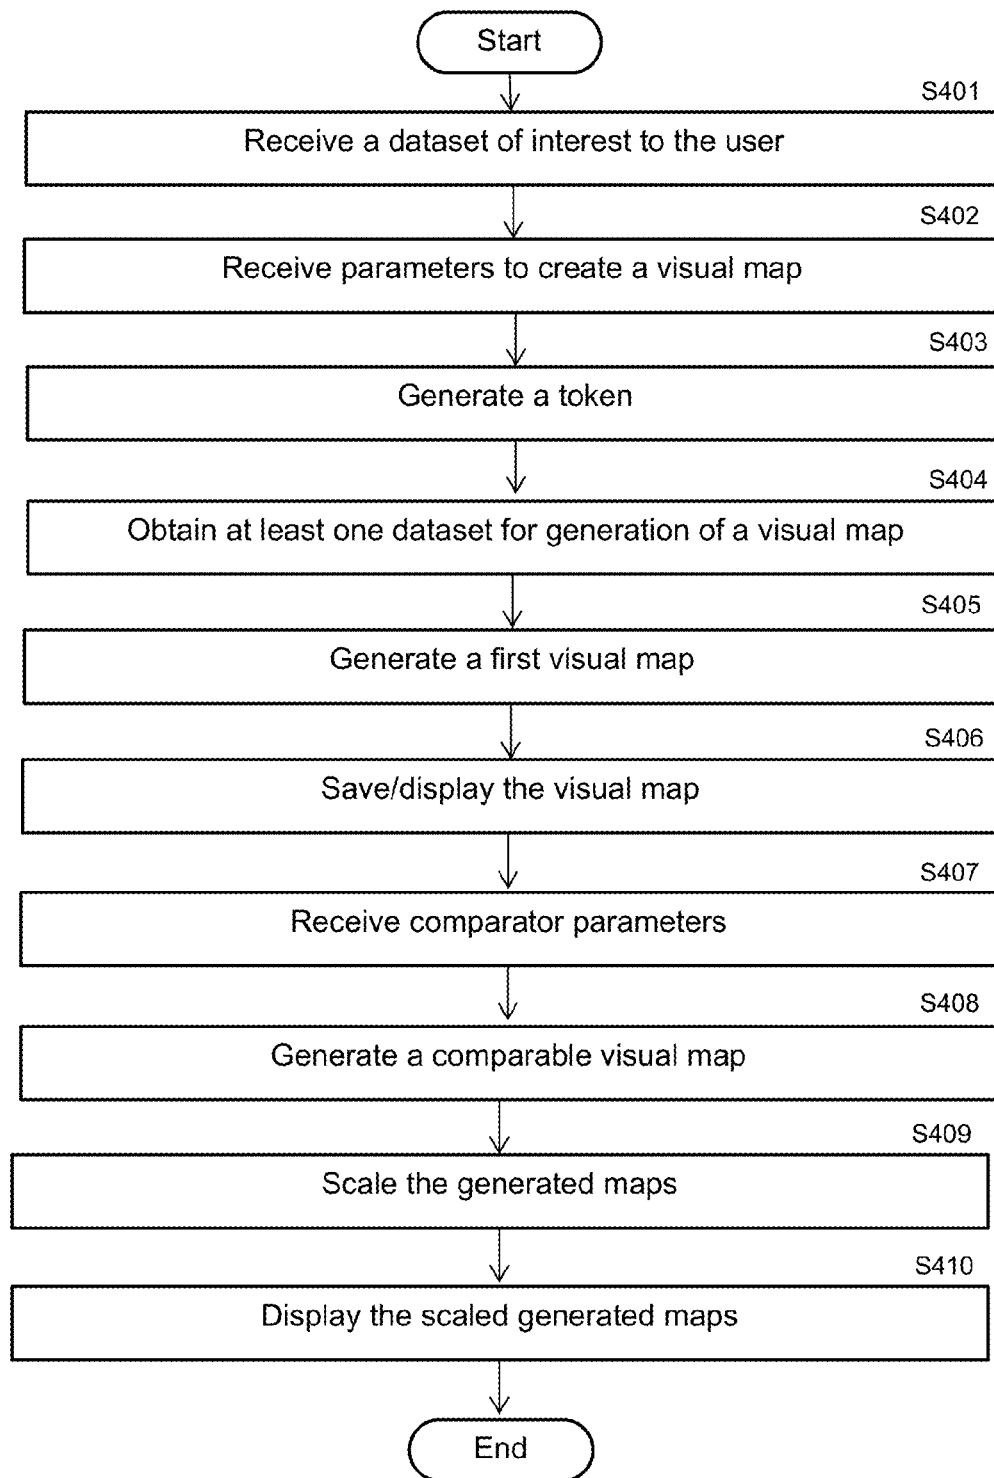 Start
S401
Receive a dataset of interest to the user
S402
Receive parameters to create a visual map
S403
Generate a token
S404
Obtain at least one dataset for generation of a visual map
S405
Generate a first visual map
S406
Save/display the visual map
S407
Receive comparator parameters
S408
Generate a comparable visual map
S409
Scale the generated maps
S410
Display the scaled generated maps
End